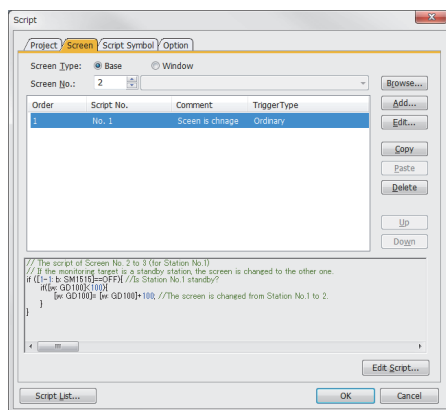 Script
Project Screen Script Symbol Option
Screen Type: Base Window
Screen No.: 2 Browse...
Order Script No. Comment TriggerType Add...
1 No. 1 Sceen is chnage Ordinary Edit...
Copy
Paste
Delete
Up
Down
// The script of Screen No. 2 to 3 (for Station No.1)
// If the monitoring target is a standby station, the screen is changed to the other one.
if ([1-1: b: SM1515]==OFF){ //Is Station No.1 standby?
if([w: GD100]<100){
[w: GD100]= [w: GD100]+100; //The screen is changed from Station No.1 to 2.
}
}
Edit Script...
Script List... OK Cancel